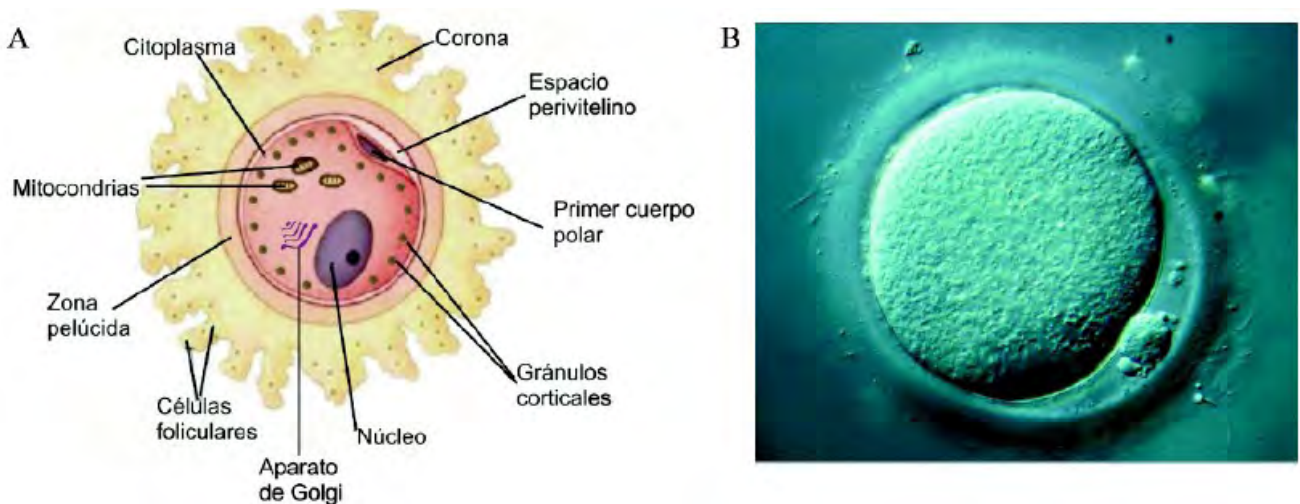 A
Citoplasma
Corona
B
Espacio
perivitelino
Mitocondrias
Primer cuerpo
polar
Zona
pelúcida
Gránulos
corticales
Células
foliculares
Núcleo
Aparato
de Golgi